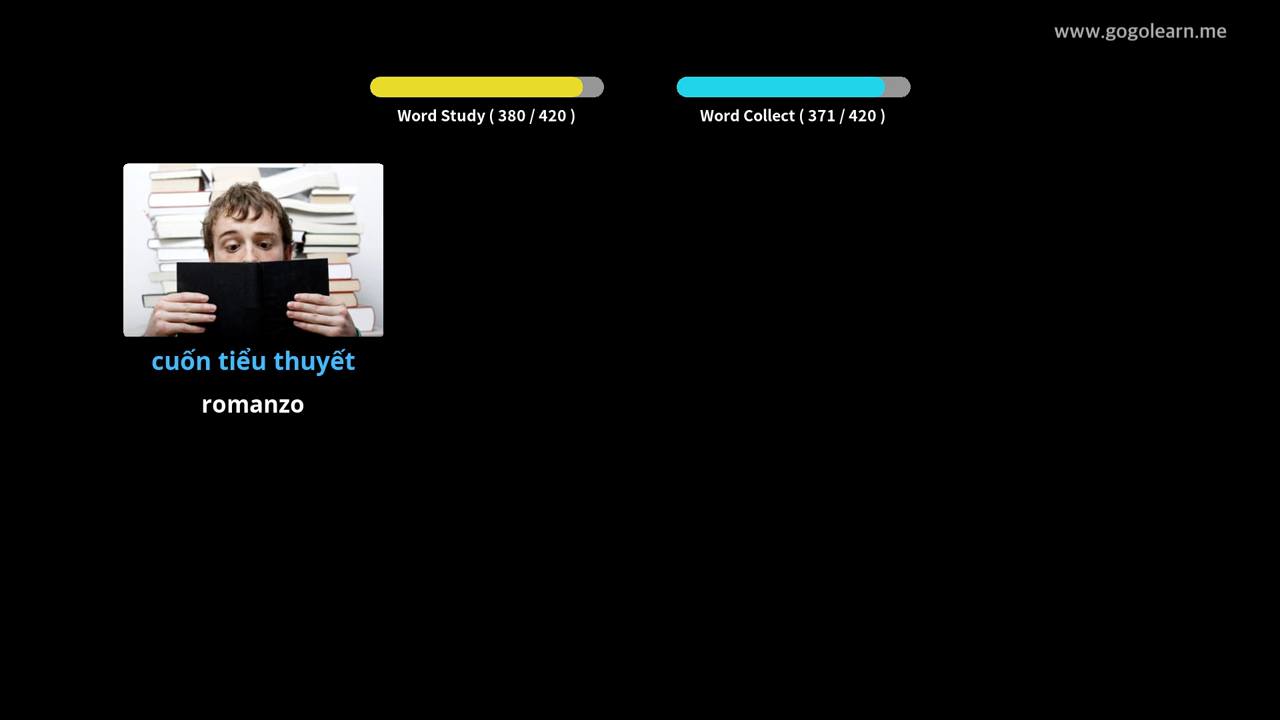 www.gogolearn.me
Word Study ( 380 / 420 )
Word Collect ( 371 / 420 )
cuốn tiểu thuyết
romanzo